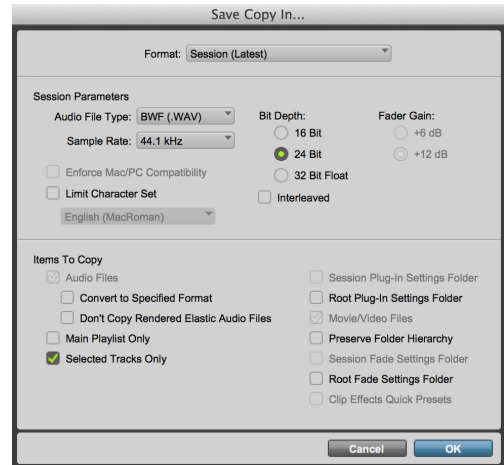 Save Copy In...
Format: Session (Latest)
Session Parameters
Audio File Type: BWF (.WAV)
Sample Rate: 44.1 kHz
Enforce Mac/PC Compatibility
Limit Character Set
English (MacRoman)
Bit Depth:
16 Bit
24 Bit
32 Bit Float
Interleaved
Fader Gain:
+6 dB
+12 dB
Items To Copy
Audio Files
Convert to Specified Format
Don't Copy Rendered Elastic Audio Files
Main Playlist Only
Selected Tracks Only
Session Plug-In Settings Folder
Root Plug-In Settings Folder
Movie/Video Files
Preserve Folder Hierarchy
Session Fade Settings Folder
Root Fade Settings Folder
Clip Effects Quick Presets
Cancel
OK